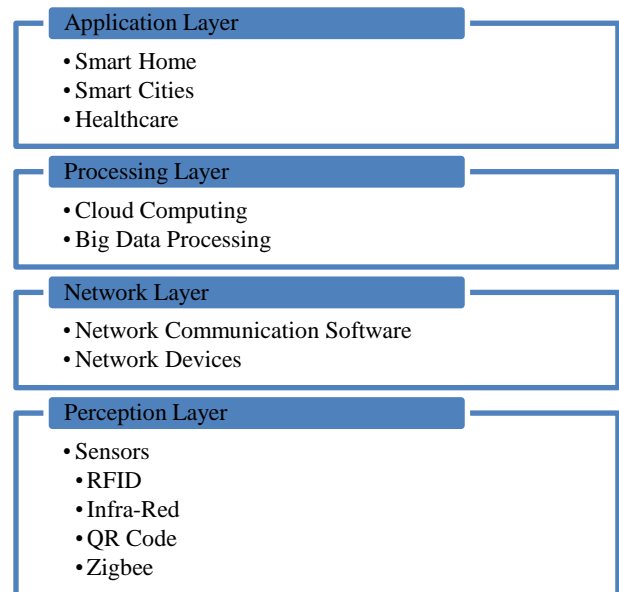 Application Layer
• Smart Home
• Smart Cities
• Healthcare
Processing Layer
• Cloud Computing
• Big Data Processing
Network Layer
• Network Communication Software
• Network Devices
Perception Layer
• Sensors
• RFID
• Infra-Red
• QR Code
• Zigbee